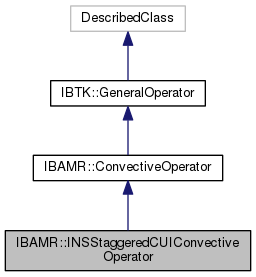 DescribedClass
IBTK::GeneralOperator
IBAMR::ConvectiveOperator
IBAMR::INSStaggeredCUIConvective
Operator